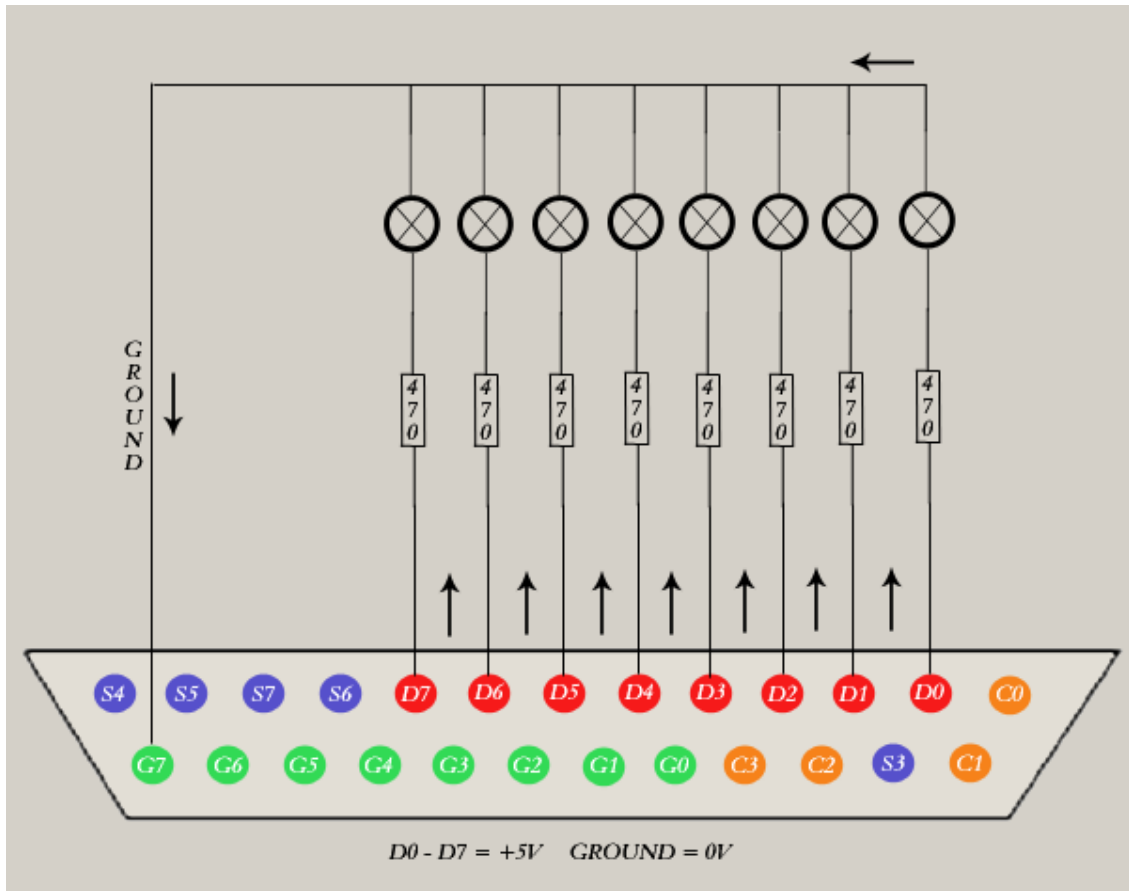 GROUND
470 470 470 470 470 470 470 470
S4 S5 S7 S6 D7 D6 D5 D4 D3 D2 D1 D0 C0
G7 G6 G5 G4 G3 G2 G1 G0 C3 C2 S3 C1
D0 - D7 = +5V GROUND = 0V